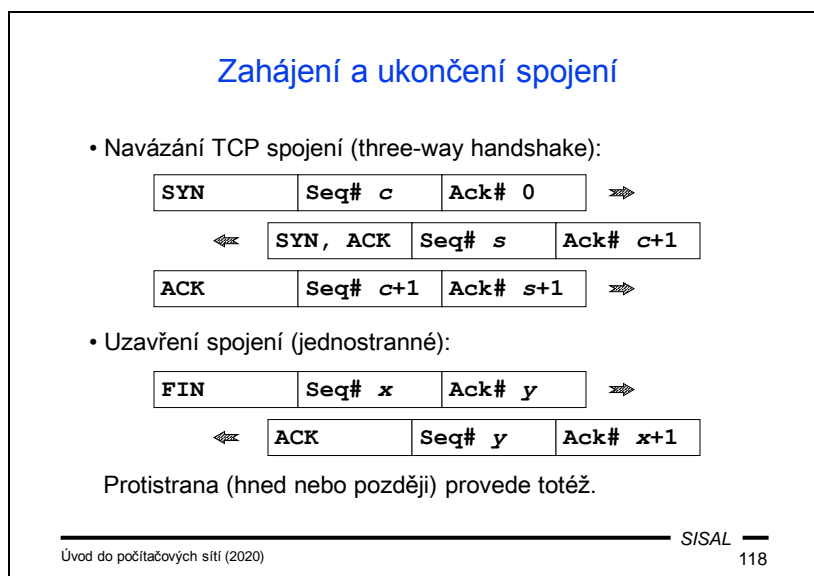 Zahájení a ukončení spojení
• Navázání TCP spojení (three-way handshake):
SYN Seq# c Ack# 0
SYN, ACK Seq# s Ack# c+1
ACK Seq# c+1 Ack# s+1
• Uzavření spojení (jednostranné):
FIN Seq# x Ack# y
ACK Seq# y Ack# x+1
Protistrana (hned nebo později) provede totéž.
SISAL
Úvod do počítačových sítí (2020) 118